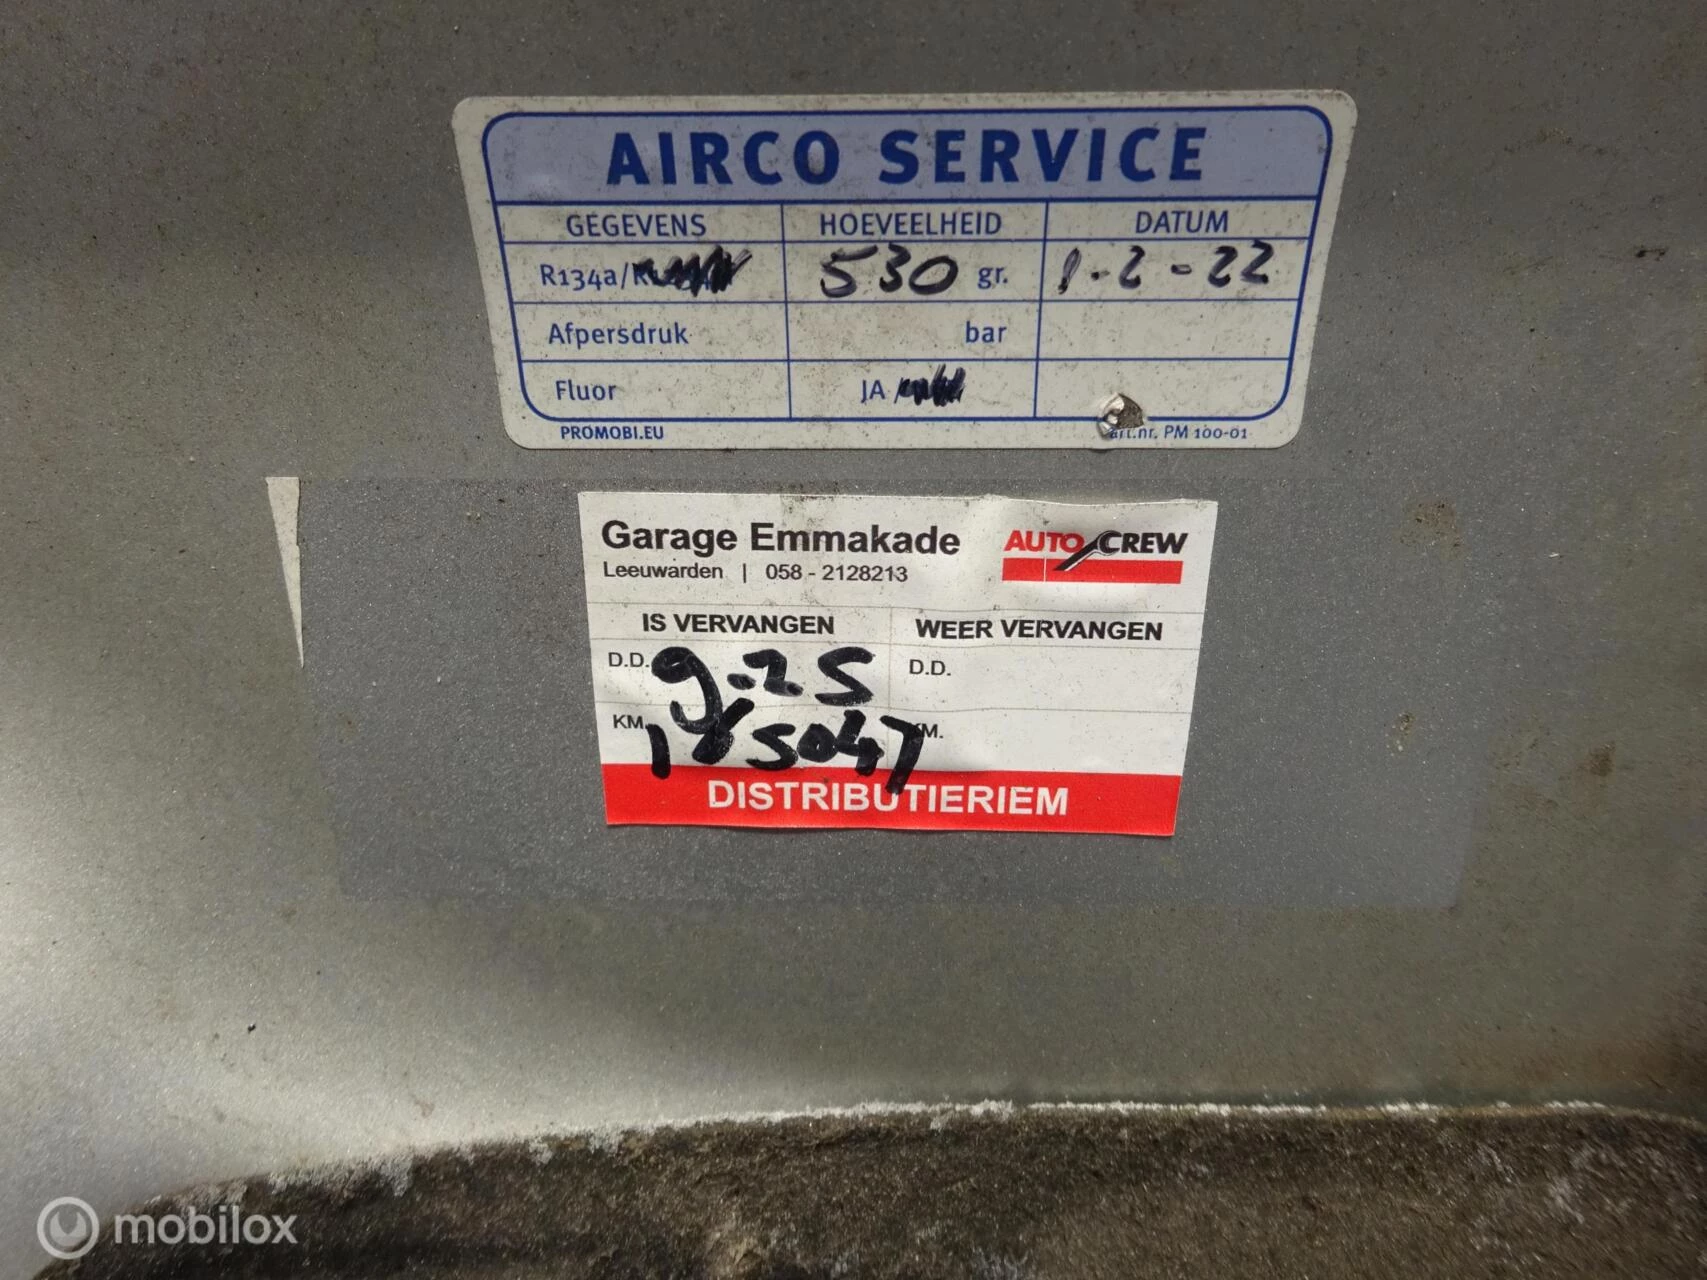 AIRCO SERVICE
GEGEVENS HOEVEELHEID DATUM
R134a/ 530 gr. 1-2-22
Afpersdruk bar
Fluor JA
PROMOBI.EU art.nr. PM 100-01
Garage Emmakade AUTO CREW
Leeuwarden | 058 - 2128213
IS VERVANGEN WEER VERVANGEN
D.D. 9.25 D.D.
KM. 185047 KM.
DISTRIBUTIERIEM
mobilox